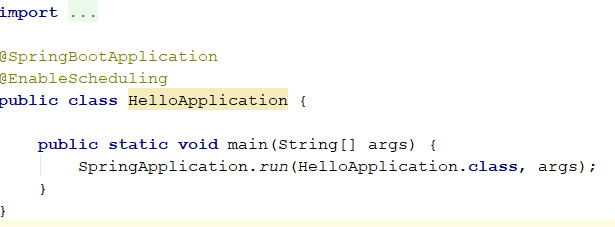 import ...
@SpringBootApplication
@EnableScheduling
public class HelloApplication {
public static void main(String[] args) {
SpringApplication.run(HelloApplication.class, args);
}
}